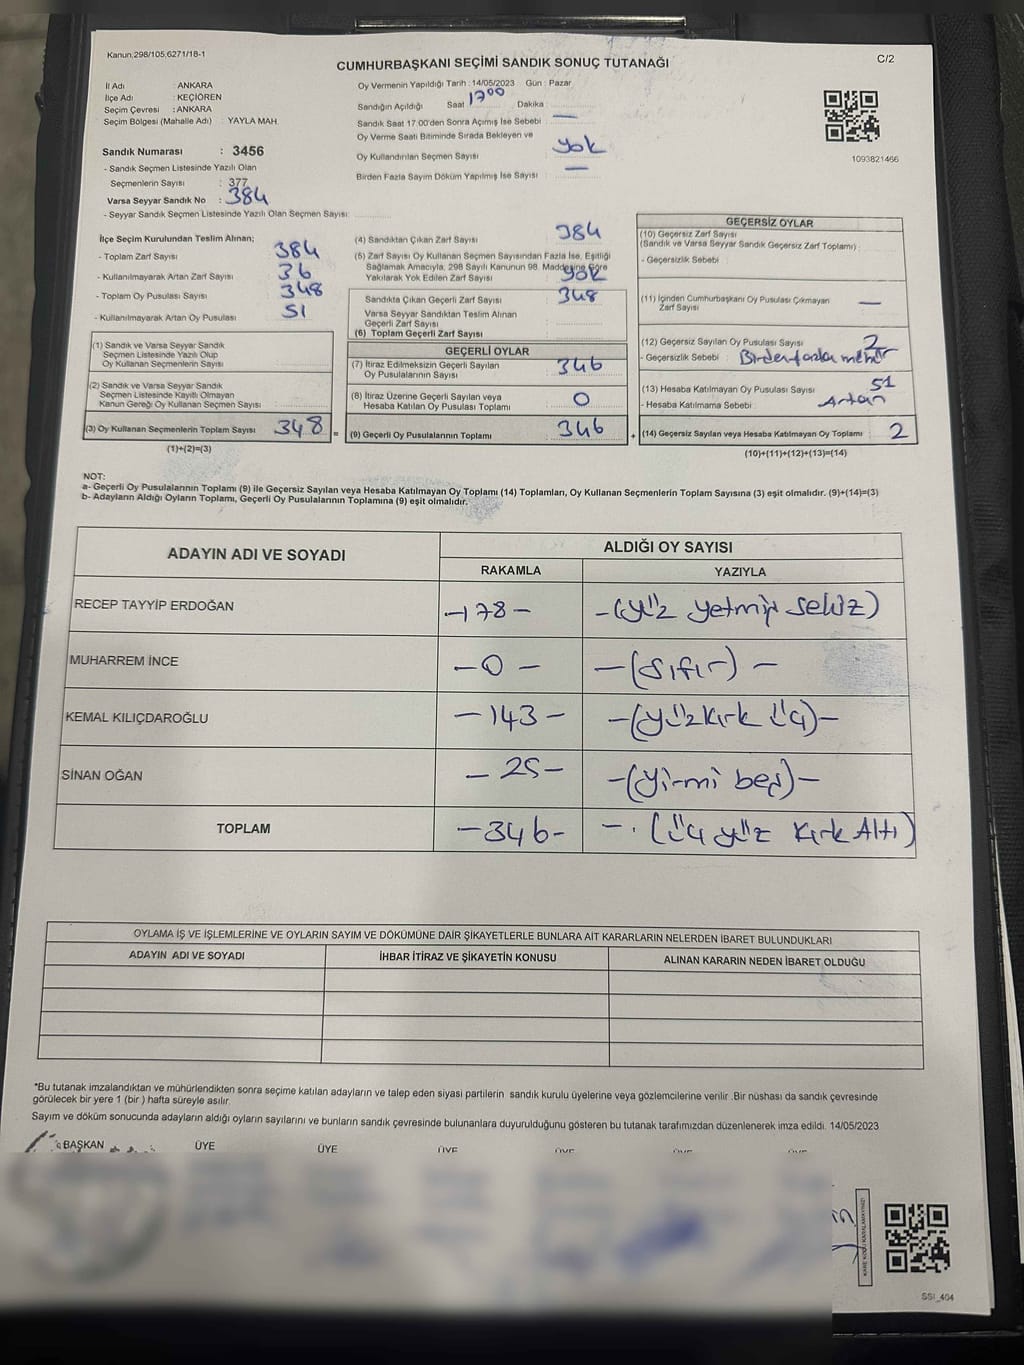 Kanun,298/105,6271/18-1
CUMHURBAŞKANI SEÇİMİ SANDIK SONUÇ TUTANAĞI
C/2
İl Adı : ANKARA
İlçe Adı : KEÇİÖREN
Seçim Çevresi : ANKARA
Seçim Bölgesi (Mahalle Adı) : YAYLA MAH.
Oy Vermenin Yapıldığı Tarih : 14/05/2023 Gün : Pazar
Sandığın Açıldığı Saat 17 00 Dakika :
Sandık Saat 17:00'den Sonra Açımış İse Sebebi : —
Oy Verme Saati Bitiminde Sırada Bekleyen ve
Oy Kullandırılan Seçmen Sayısı : yok
Birden Fazla Sayım Döküm Yapılmış İse Sayısı : —
1093821466
Sandık Numarası : 3456
- Sandık Seçmen Listesinde Yazılı Olan
Seçmenlerin Sayısı : 377
Varsa Seyyar Sandık No : 384
- Seyyar Sandık Seçmen Listesinde Yazılı Olan Seçmen Sayısı:
İlçe Seçim Kurulundan Teslim Alınan;
- Toplam Zarf Sayısı : 384
- Kullanılmayarak Artan Zarf Sayısı : 36
- Toplam Oy Pusulası Sayısı : 348
- Kullanılmayarak Artan Oy Pusulası : 51
(1) Sandık ve Varsa Seyyar Sandık
Seçmen Listesinde Yazılı Olup
Oy Kullanan Seçmenlerin Sayısı :
(2) Sandık ve Varsa Seyyar Sandık
Seçmen Listesinde Kayıtlı Olmayan
Kanun Gereği Oy Kullanan Seçmen Sayısı :
(3) Oy Kullanan Seçmenlerin Toplam Sayısı : 348 =
(1)+(2)=(3)
(4) Sandıktan Çıkan Zarf Sayısı : 384
(5) Zarf Sayısı Oy Kullanan Seçmen Sayısından Fazla İse, Eşitliği
Sağlamak Amacıyla, 298 Sayılı Kanunun 98. Maddesine Göre
Yakılarak Yok Edilen Zarf Sayısı : yok
Sandıkta Çıkan Geçerli Zarf Sayısı : 348
Varsa Seyyar Sandıktan Teslim Alınan
Geçerli Zarf Sayısı :
(6) Toplam Geçerli Zarf Sayısı
GEÇERLİ OYLAR
(7) İtiraz Edilmeksizin Geçerli Sayılan
Oy Pusulalarının Sayısı : 346
(8) İtiraz Üzerine Geçerli Sayılan veya
Hesaba Katılan Oy Pusulası Toplamı : 0
(9) Geçerli Oy Pusulalarının Toplamı : 346 +
GEÇERSİZ OYLAR
(10) Geçersiz Zarf Sayısı
(Sandık ve Varsa Seyyar Sandık Geçersiz Zarf Toplamı) :
- Geçersizlik Sebebi :
(11) İçinden Cumhurbaşkanı Oy Pusulası Çıkmayan
Zarf Sayısı : —
(12) Geçersiz Sayılan Oy Pusulası Sayısı : 2
- Geçersizlik Sebebi : Birden fazla mühür
(13) Hesaba Katılmayan Oy Pusulası Sayısı : 51
- Hesaba Katılmama Sebebi : Artan
(14) Geçersiz Sayılan veya Hesaba Katılmayan Oy Toplamı : 2
(10)+(11)+(12)+(13)=(14)
NOT:
a- Geçerli Oy Pusulalarının Toplamı (9) ile Geçersiz Sayılan veya Hesaba Katılmayan Oy Toplamı (14) Toplamları, Oy Kullanan Seçmenlerin Toplam Sayısına (3) eşit olmalıdır. (9)+(14)=(3)
b- Adayların Aldığı Oyların Toplamı, Geçerli Oy Pusulalarının Toplamına (9) eşit olmalıdır.
ADAYIN ADI VE SOYADI
ALDIĞI OY SAYISI
RAKAMLA YAZIYLA
RECEP TAYYİP ERDOĞAN –178– –(yüz yetmiş sekiz)
MUHARREM İNCE –0– –(sıfır)–
KEMAL KILIÇDAROĞLU –143– –(yüz kırk üç)–
SİNAN OĞAN –25– –(yirmi beş)–
TOPLAM –346– –. (üç yüz kırk Altı)
OYLAMA İŞ VE İŞLEMLERİNE VE OYLARIN SAYIM VE DÖKÜMÜNE DAİR ŞİKAYETLERLE BUNLARA AİT KARARLARIN NELERDEN İBARET BULUNDUKLARI
ADAYIN ADI VE SOYADI İHBAR İTİRAZ VE ŞİKAYETİN KONUSU ALINAN KARARIN NEDEN İBARET OLDUĞU
*Bu tutanak imzalandıktan ve mühürlendikten sonra seçime katılan adayların ve talep eden siyasi partilerin sandık kurulu üyelerine veya gözlemcilerine verilir .Bir nüshası da sandık çevresinde
görülecek bir yere 1 (bir ) hafta süreyle asılır.
Sayım ve döküm sonucunda adayların aldığı oyların sayılarını ve bunların sandık çevresinde bulunanlara duyurulduğunu gösteren bu tutanak tarafımızdan düzenlenerek imza edildi. 14/05/2023
BAŞKAN ÜYE ÜYE ÜYE ÜYE ÜYE ÜYE
KARE KODU KARALAMAYINIZ!
SSI_404